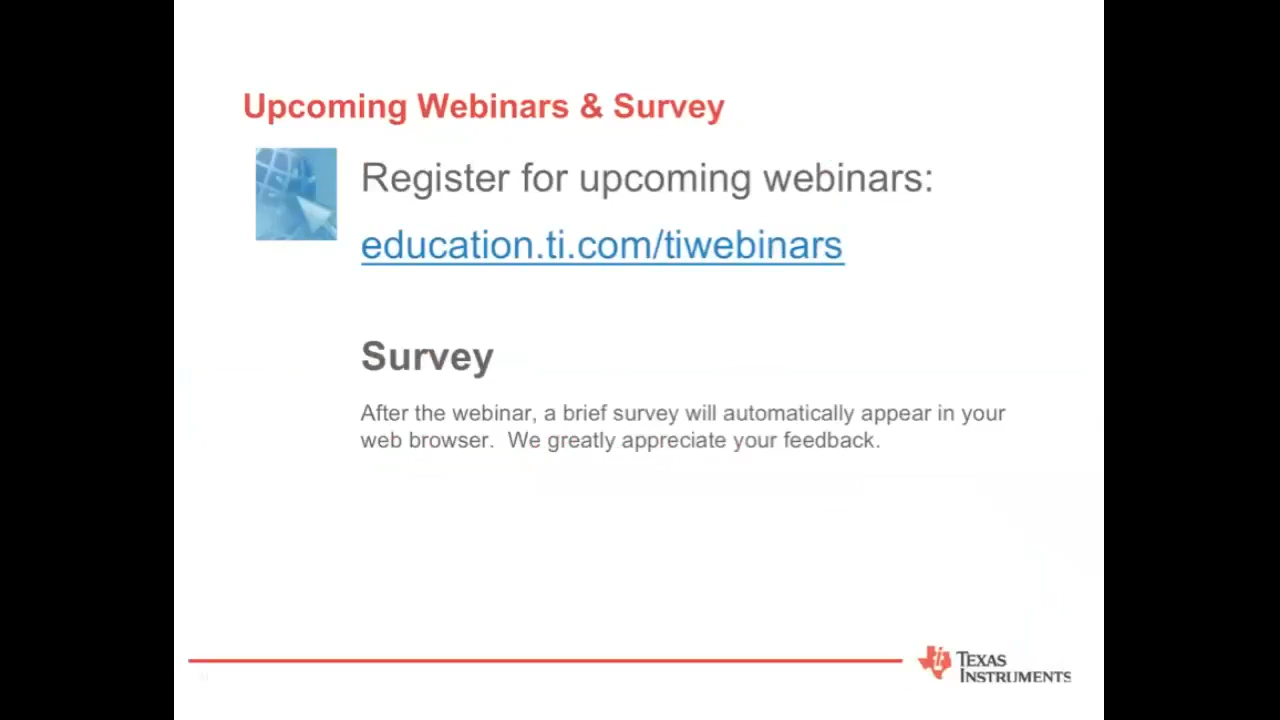 Upcoming Webinars & Survey
Register for upcoming webinars:
education.ti.com/tiwebinars
Survey
After the webinar, a brief survey will automatically appear in your
web browser.  We greatly appreciate your feedback.
TEXAS
INSTRUMENTS